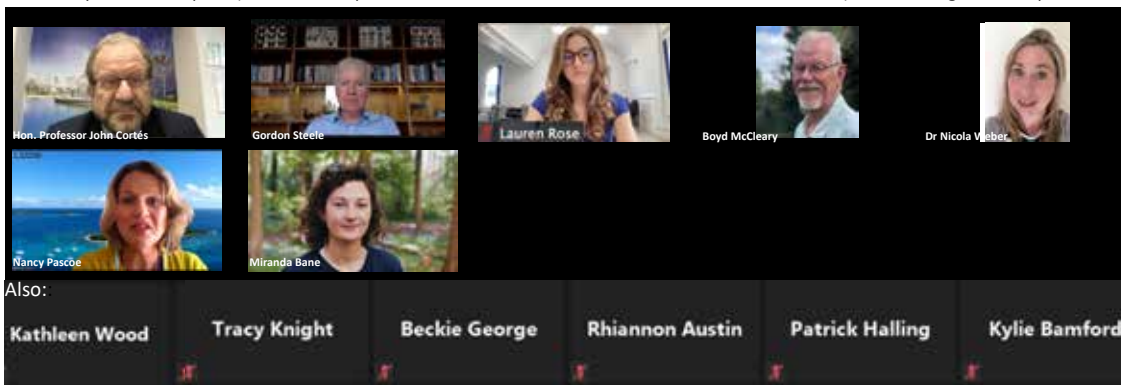 Hon. Professor John Cortés
Gordon Steele
Lauren Rose
Boyd McCleary
Dr Nicola Weber
Nancy Pascoe
Miranda Bane
Also:
Kathleen Wood
Tracy Knight
Beckie George
Rhiannon Austin
Patrick Halling
Kylie Bamford